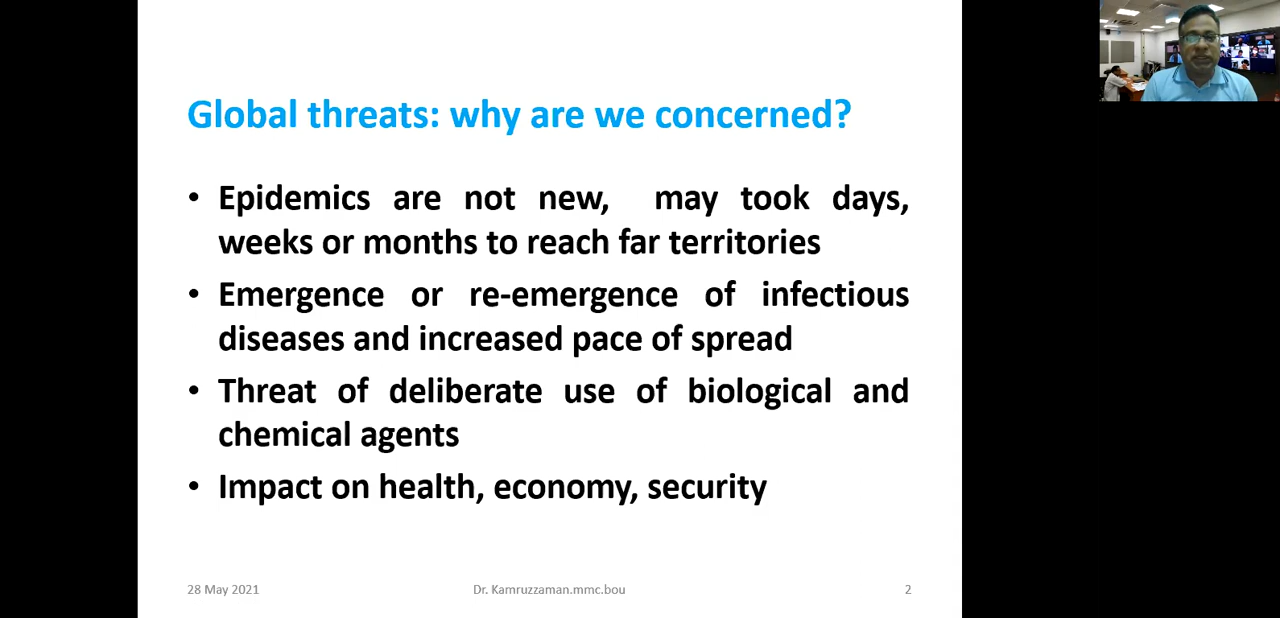 Global threats: why are we concerned?
• Epidemics are not new, may took days,
weeks or months to reach far territories
• Emergence or re-emergence of infectious
diseases and increased pace of spread
• Threat of deliberate use of biological and
chemical agents
• Impact on health, economy, security
28 May 2021
Dr. Kamruzzaman.mmc.bou
2